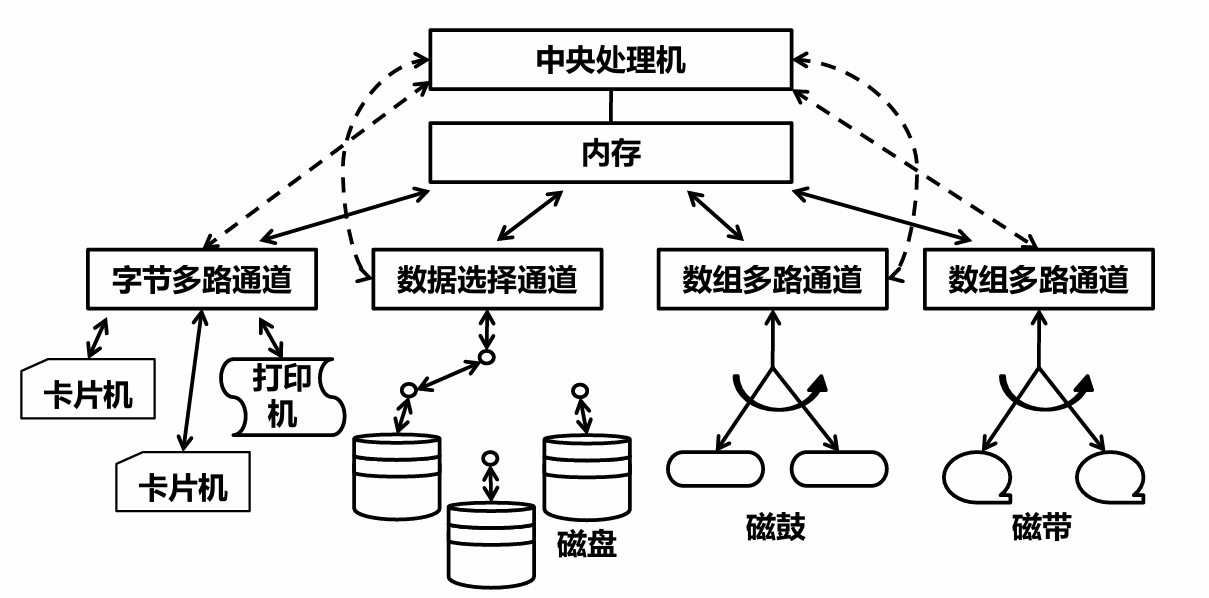 中央处理机
内存
字节多路通道
数据选择通道
数组多路通道
数组多路通道
卡片机
打印
机
卡片机
磁盘
磁鼓
磁带